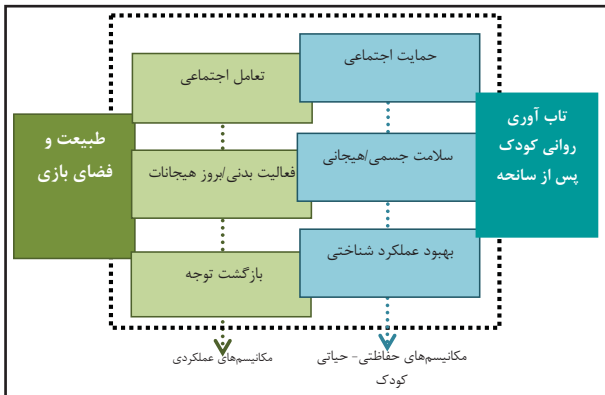 حمایت اجتماعی
تعامل اجتماعی
تاب آوری
روانی کودک
پس از سانحه
طبیعت و
فضای بازی
سلامت جسمی/هیجانی
فعالیت بدنی/بروز هیجانات
بهبود عملکرد شناختی
بازگشت توجه
مکانیسم‌های حفاظتی- حیاتی
کودک
مکانیسم‌های عملکردی